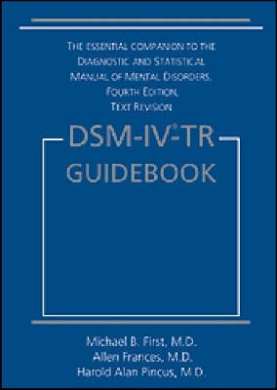 THE ESSENTIAL COMPANION TO THE
DIAGNOSTIC AND STATISTICAL
MANUAL OF MENTAL DISORDERS,
FOURTH EDITION,
TEXT REVISION
DSM-IV®-TR
GUIDEBOOK
Michael B. First, M.D.
Allen Frances, M.D.
Harold Alan Pincus, M.D.